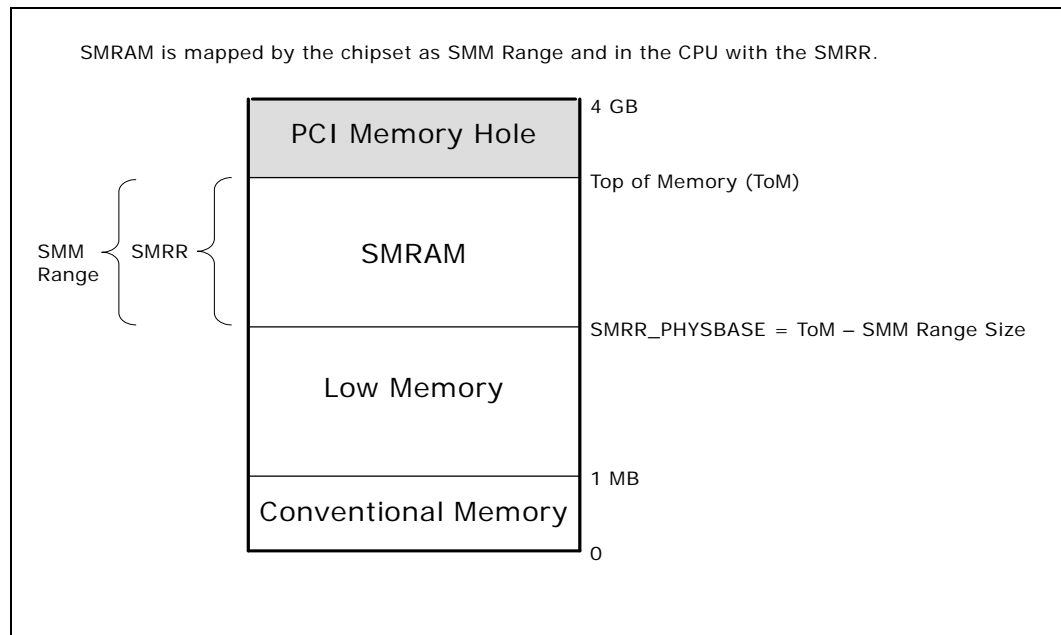 SMRAM is mapped by the chipset as SMM Range and in the CPU with the SMRR.
4 GB
PCI Memory Hole
Top of Memory (ToM)
SMM
Range
SMRR
SMRAM
SMRR_PHYSBASE = ToM – SMM Range Size
Low Memory
1 MB
Conventional Memory
0